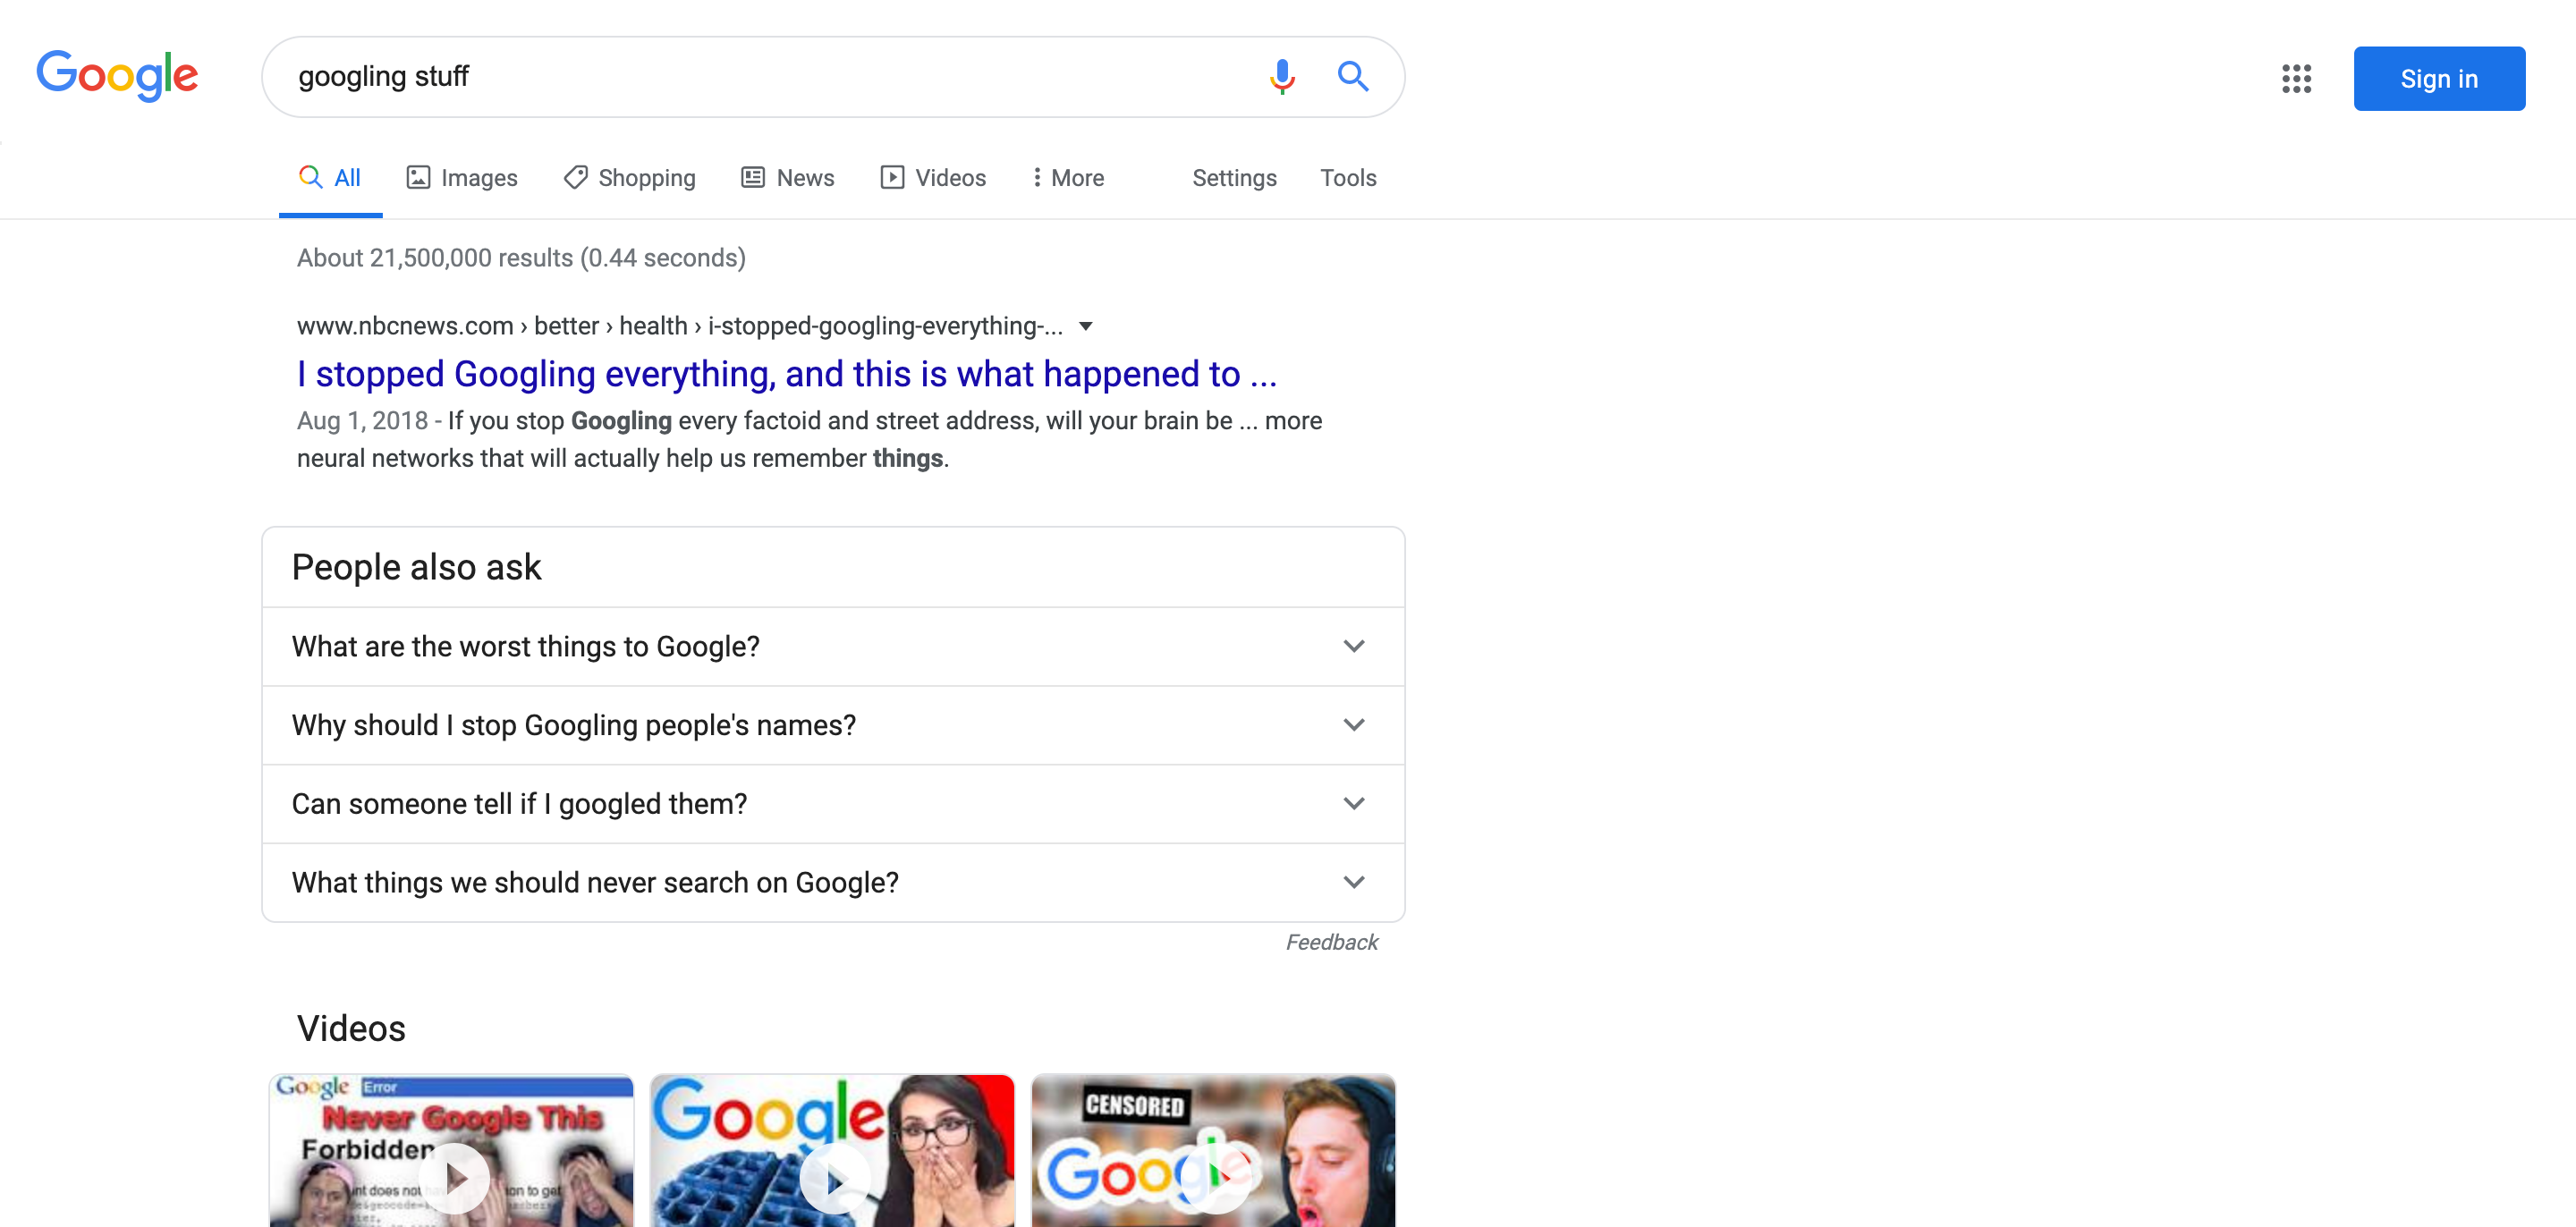 Google
googling stuff
Sign in
All
Images
Shopping
News
Videos
More
Settings
Tools
About 21,500,000 results (0.44 seconds)
www.nbcnews.com › better › health › i-stopped-googling-everything-...
I stopped Googling everything, and this is what happened to ...
Aug 1, 2018 - If you stop Googling every factoid and street address, will your brain be ... more
neural networks that will actually help us remember things.
People also ask
What are the worst things to Google?
Why should I stop Googling people's names?
Can someone tell if I googled them?
What things we should never search on Google?
Feedback
Videos
Google Error
Never Google This
Forbidden
Google
CENSORED
Google